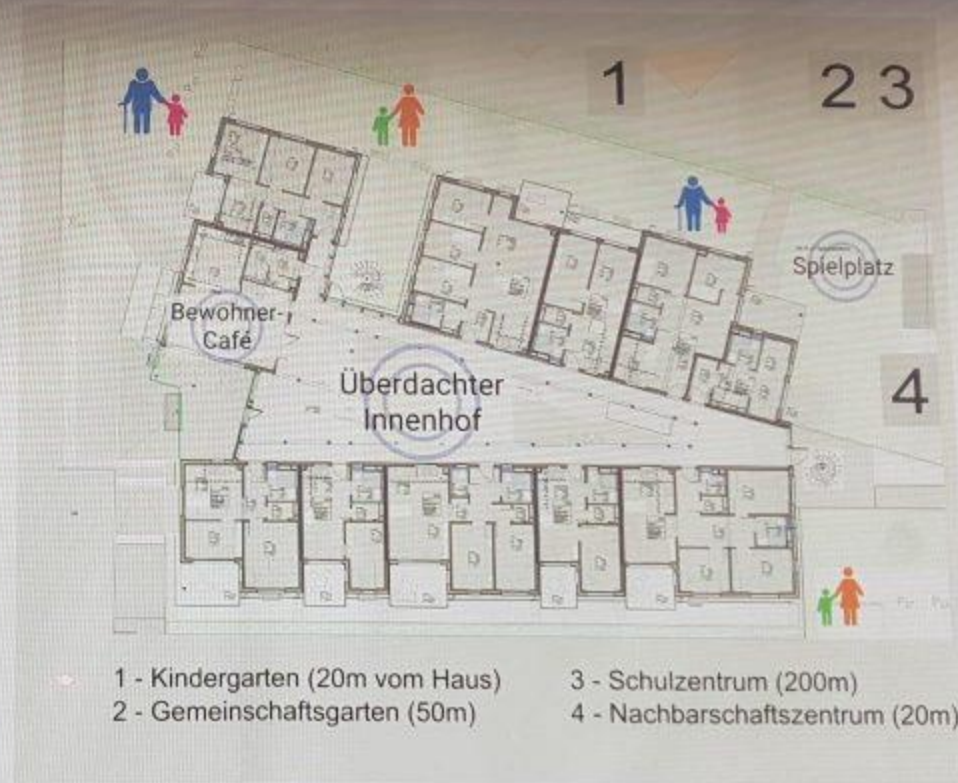 1
2 3
Spielplatz
Bewohner-
Café
Überdachter
Innenhof
4
1 - Kindergarten (20m vom Haus)
2 - Gemeinschaftsgarten (50m)
3 - Schulzentrum (200m)
4 - Nachbarschaftszentrum (20m)